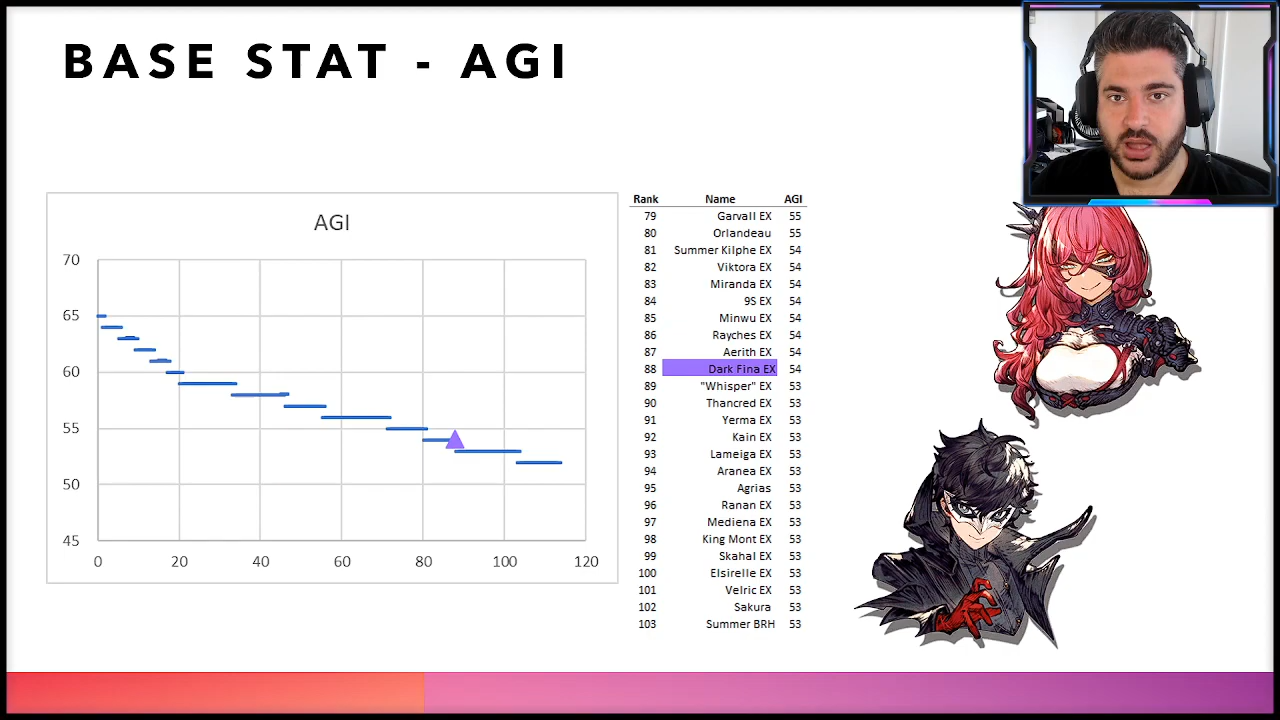 BASE STAT - AGI
AGI
70
65
60
55
50
45
0 20 40 60 80 100 120
Rank Name AGI
79 Garvall EX 55
80 Orlandeau 55
81 Summer Kilphe EX 54
82 Viktora EX 54
83 Miranda EX 54
84 9S EX 54
85 Minwu EX 54
86 Rayches EX 54
87 Aerith EX 54
88 Dark Fina EX 54
89 "Whisper" EX 53
90 Thancred EX 53
91 Yerma EX 53
92 Kain EX 53
93 Lameiga EX 53
94 Aranea EX 53
95 Agrias 53
96 Ranan EX 53
97 Mediena EX 53
98 King Mont EX 53
99 Skahal EX 53
100 Elsirelle EX 53
101 Velric EX 53
102 Sakura 53
103 Summer BRH 53